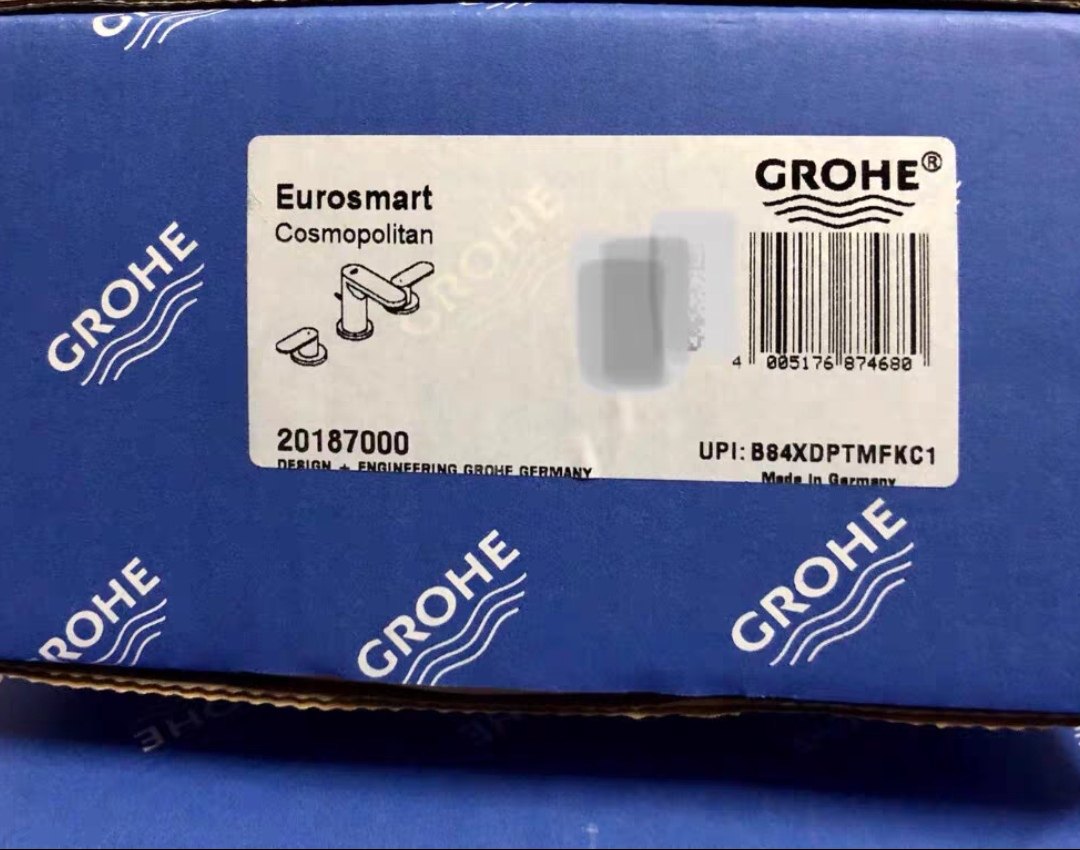 Eurosmart
Cosmopolitan
GROHE®
4 005176 874680
20187000
UPI: B84XDPTMFKC1
DESIGN + ENGINEERING GROHE GERMANY
Made in Germany
GROHE
ROHE
GROHE
GROHE